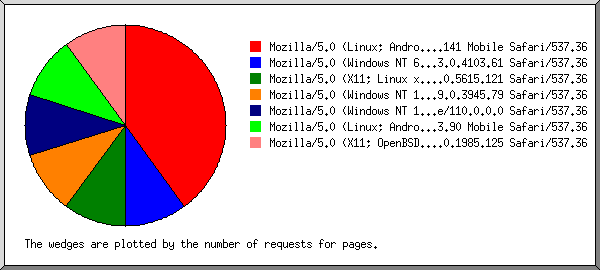 Mozilla/5.0 (Linux; Andro....141 Mobile Safari/537.36
Mozilla/5.0 (Windows NT 6...3.0.4103.61 Safari/537.36
Mozilla/5.0 (X11; Linux x....0.5615.121 Safari/537.36
Mozilla/5.0 (Windows NT 1...9.0.3945.79 Safari/537.36
Mozilla/5.0 (Windows NT 1...e/110.0.0.0 Safari/537.36
Mozilla/5.0 (Linux; Andro...3.90 Mobile Safari/537.36
Mozilla/5.0 (X11; OpenBSD....0.1985.125 Safari/537.36
The wedges are plotted by the number of requests for pages.